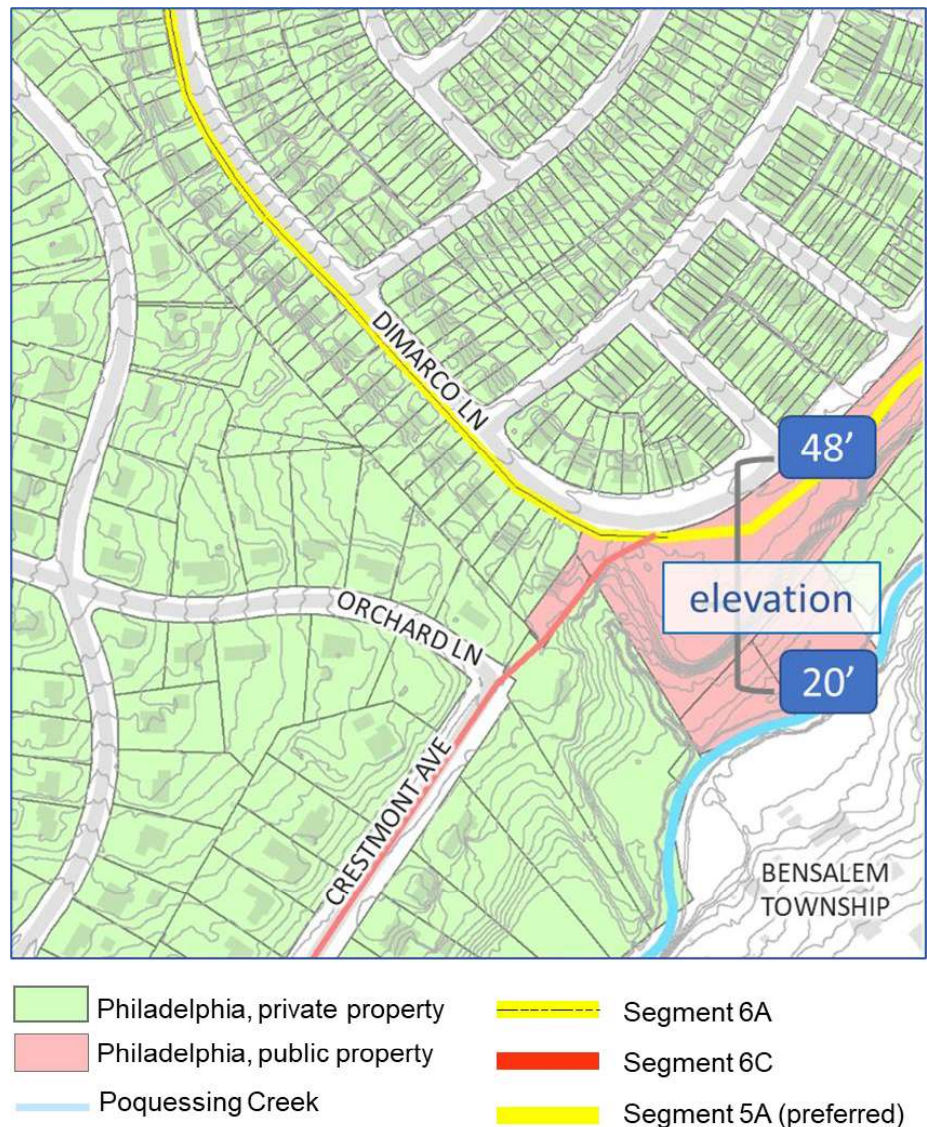 DIMARCO LN
48'
elevation
20'
ORCHARD LN
CRESTMONT AVE
BENSALEM
TOWNSHIP
Philadelphia, private property
Philadelphia, public property
Poquessing Creek
Segment 6A
Segment 6C
Segment 5A (preferred)